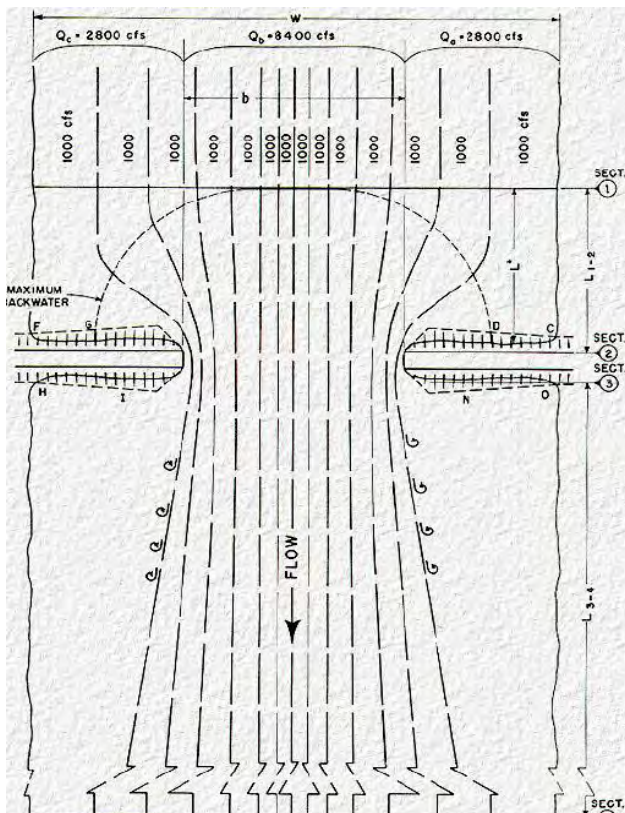 W
Qc = 2800 cfs Qb = 8400 cfs Qa = 2800 cfs
b
1000 cfs 1000 1000 1000 1000 1000 1000 1000 1000 1000 1000 1000 1000 1000 cfs
SECT.
1
L*
L1-2
MAXIMUM
BACKWATER
F G D C
SECT.
2
SECT.
3
H I N O
FLOW
L3-4
SECT.